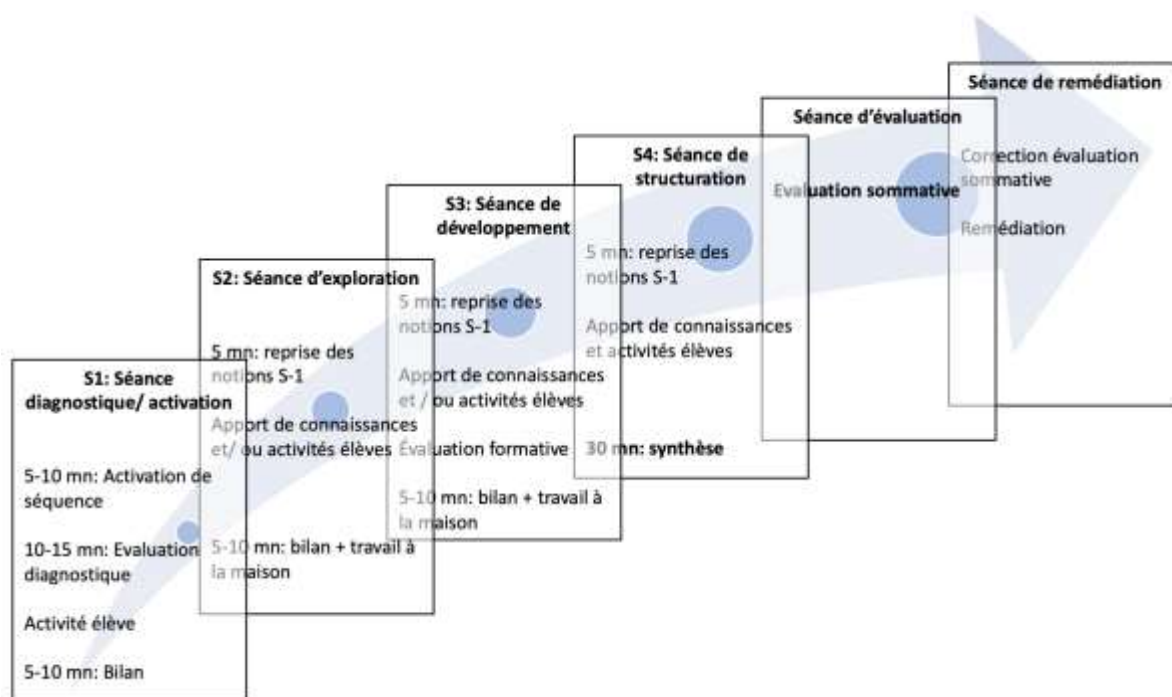 S1: Séance
diagnostique/ activation
5-10 mn: Activation de
séquence
10-15 mn: Evaluation
diagnostique
Activité élève
5-10 mn: Bilan
S2: Séance d'exploration
5 mn: reprise des
notions S-1
Apport de connaissances
et/ ou activités élèves
5-10 mn: bilan + travail à
la maison
S3: Séance de
développement
5 mn: reprise des
notions S-1
Apport de connaissances
et / ou activités élèves
Évaluation formative
5-10 mn: bilan + travail à
la maison
S4: Séance de
structuration
5 mn: reprise des
notions S-1
Apport de connaissances
et activités élèves
30 mn: synthèse
Séance d'évaluation
Evaluation sommative
Séance de remédiation
Correction évaluation
sommative
Remédiation